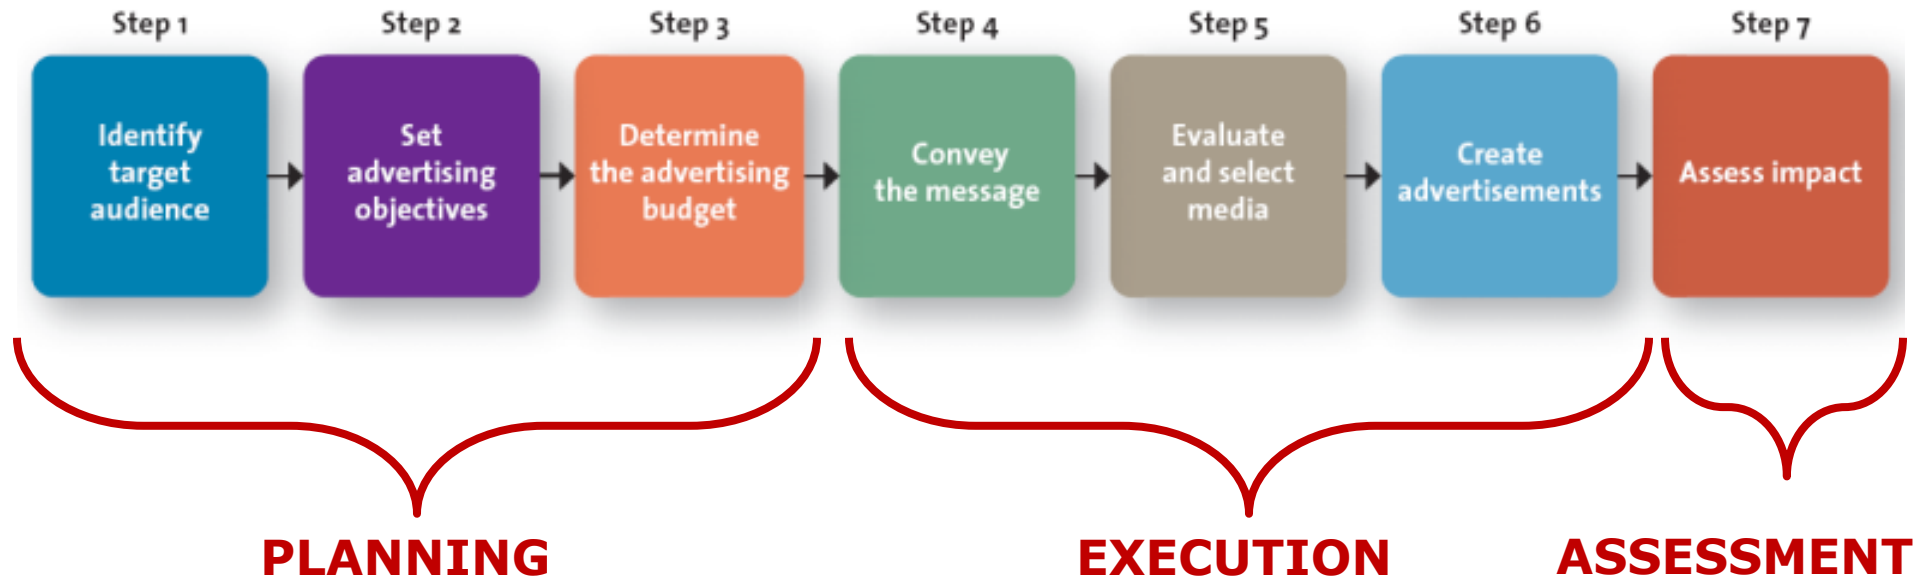 Step 1
Step 2
Step 3
Step 4
Step 5
Step 6
Step 7
Identify
target
audience
Set
advertising
objectives
Determine
the advertising
budget
Convey
the message
Evaluate
and select
media
Create
advertisements
Assess impact
PLANNING
EXECUTION
ASSESSMENT